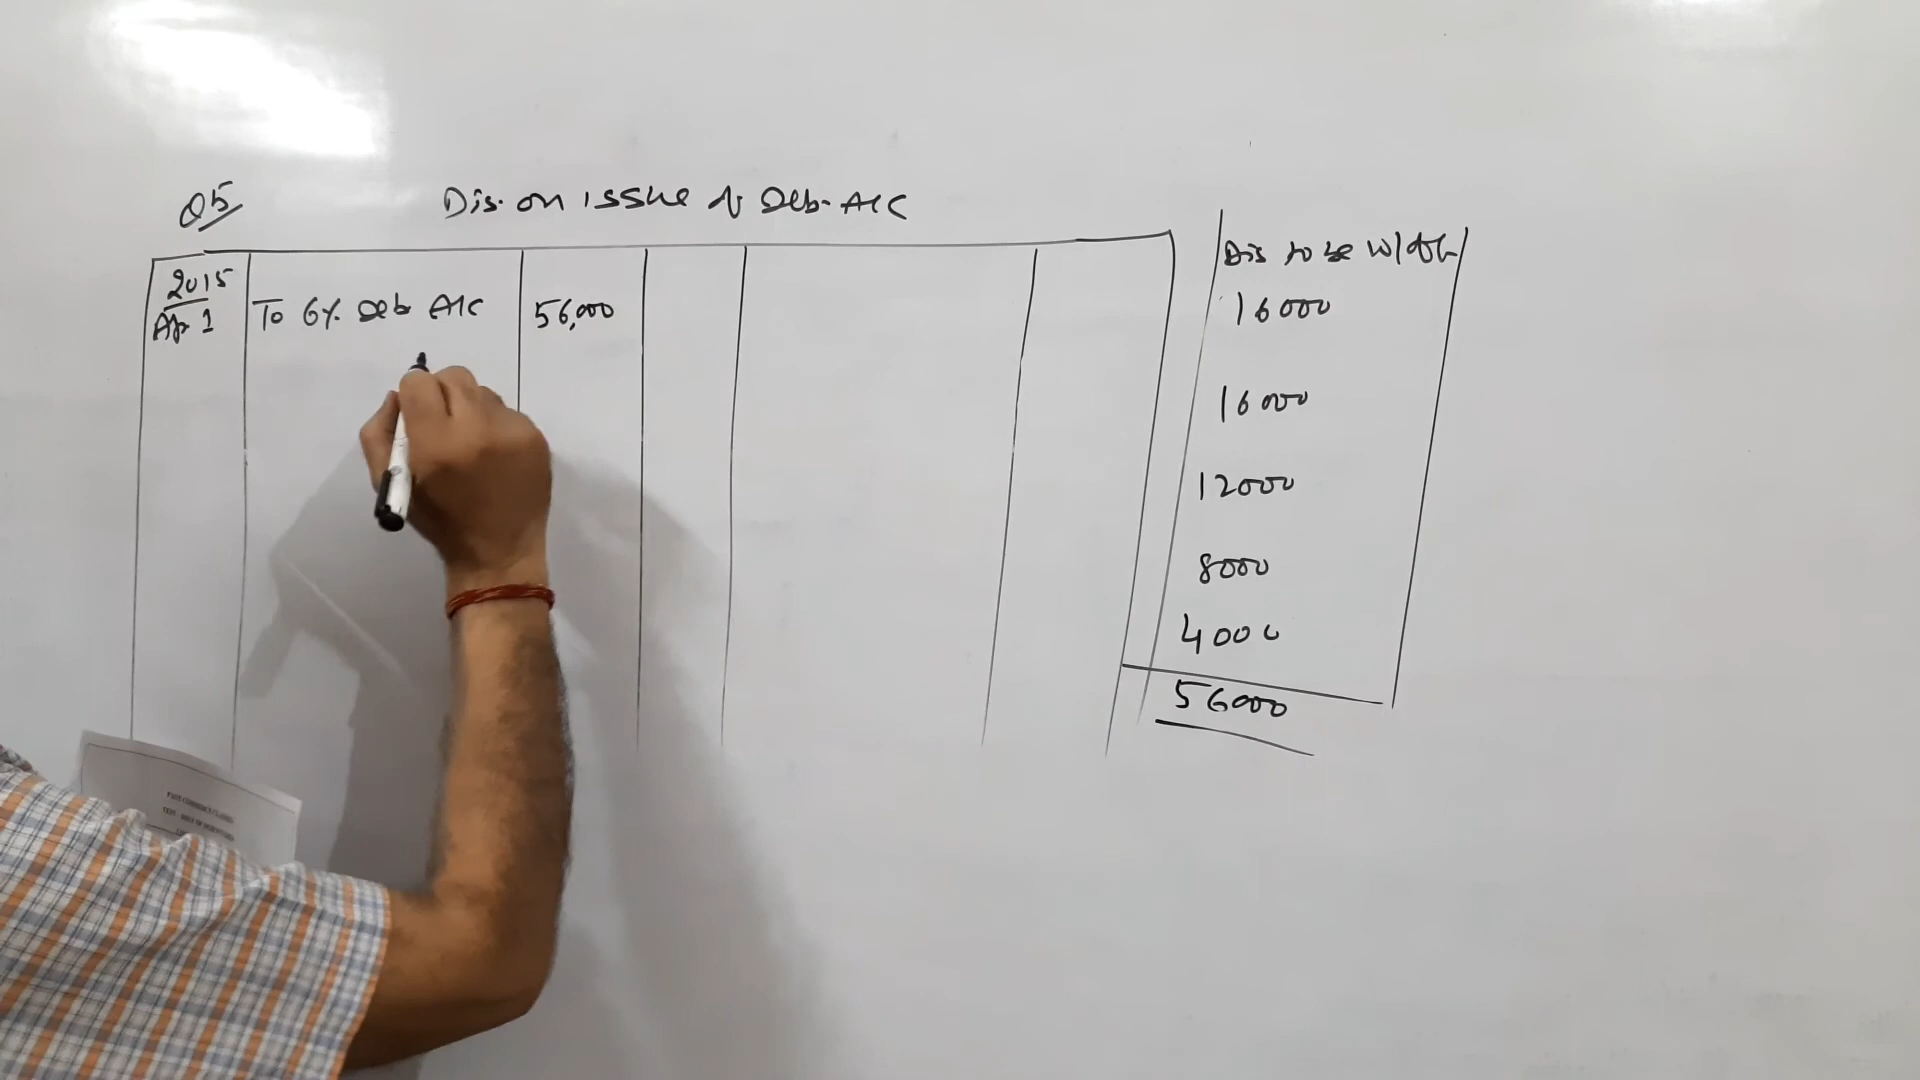 Q5
Dis. on issue of Deb. A/C
2015
Ap 1
To 6% Deb A/C
56,000
Dis to be w/off
16000
16000
12000
8000
4000
56000